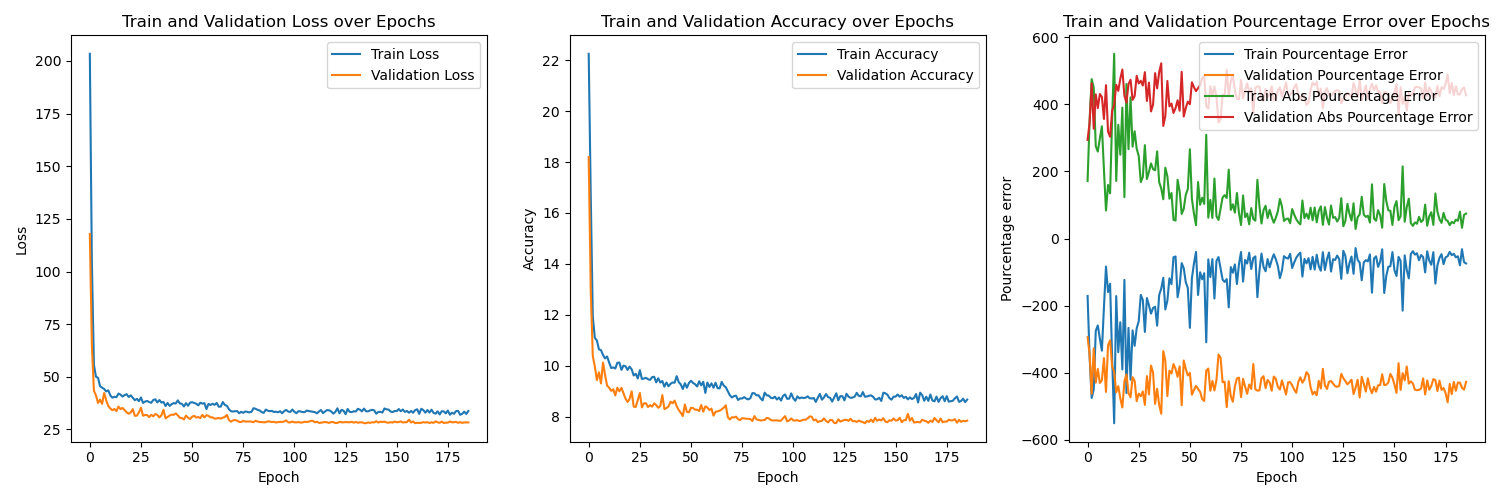 Train and Validation Loss over Epochs
200
175
150
125
100
75
50
25
Loss
0
25
50
75
100
125
150
175
Epoch
Train Loss
Validation Loss
Train and Validation Accuracy over Epochs
22
20
18
16
14
12
10
8
Accuracy
0
25
50
75
100
125
150
175
Epoch
Train Accuracy
Validation Accuracy
Train and Validation Pourcentage Error over Epochs
600
400
200
0
−200
−400
−600
Pourcentage error
0
25
50
75
100
125
150
175
Epoch
Train Pourcentage Error
Validation Pourcentage Error
Train Abs Pourcentage Error
Validation Abs Pourcentage Error